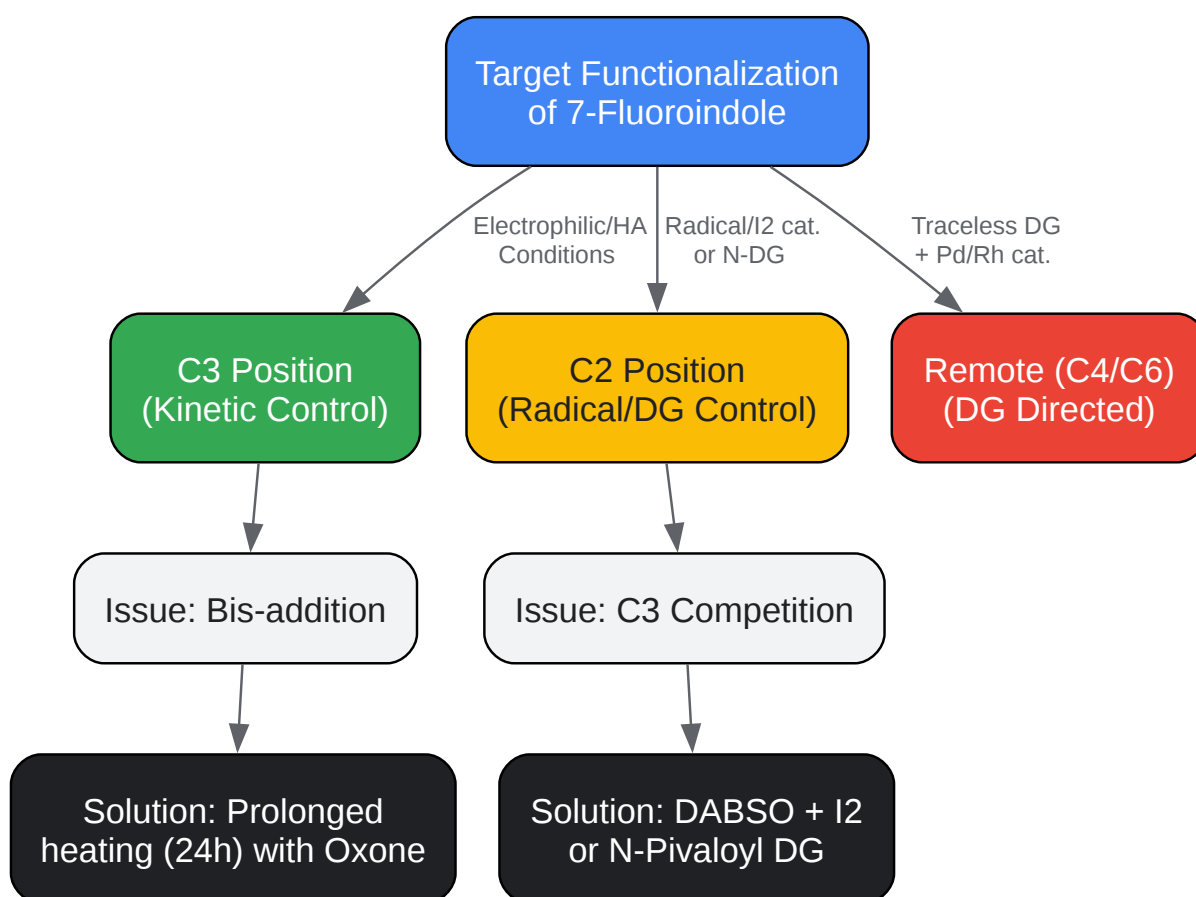 Target Functionalization
of 7-Fluoroindole
Electrophilic/HA
Conditions
Radical/I2 cat.
or N-DG
Traceless DG
+ Pd/Rh cat.
C3 Position
(Kinetic Control)
C2 Position
(Radical/DG Control)
Remote (C4/C6)
(DG Directed)
Issue: Bis-addition
Issue: C3 Competition
Solution: Prolonged
heating (24h) with Oxone
Solution: DABSO + I2
or N-Pivaloyl DG